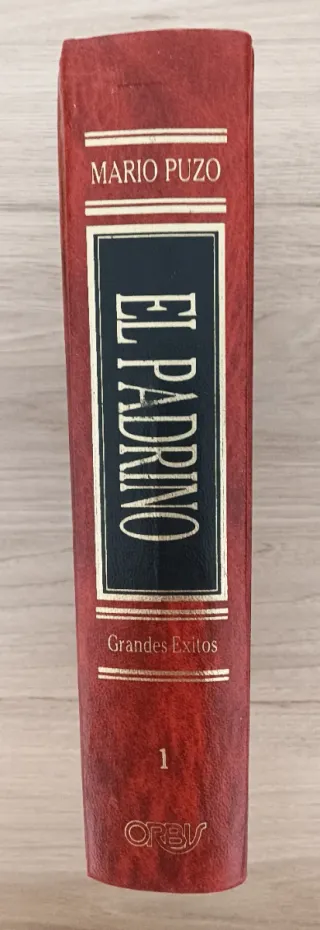 MARIO PUZO
EL PADRINO
Grandes Exitos
1
ORBIS